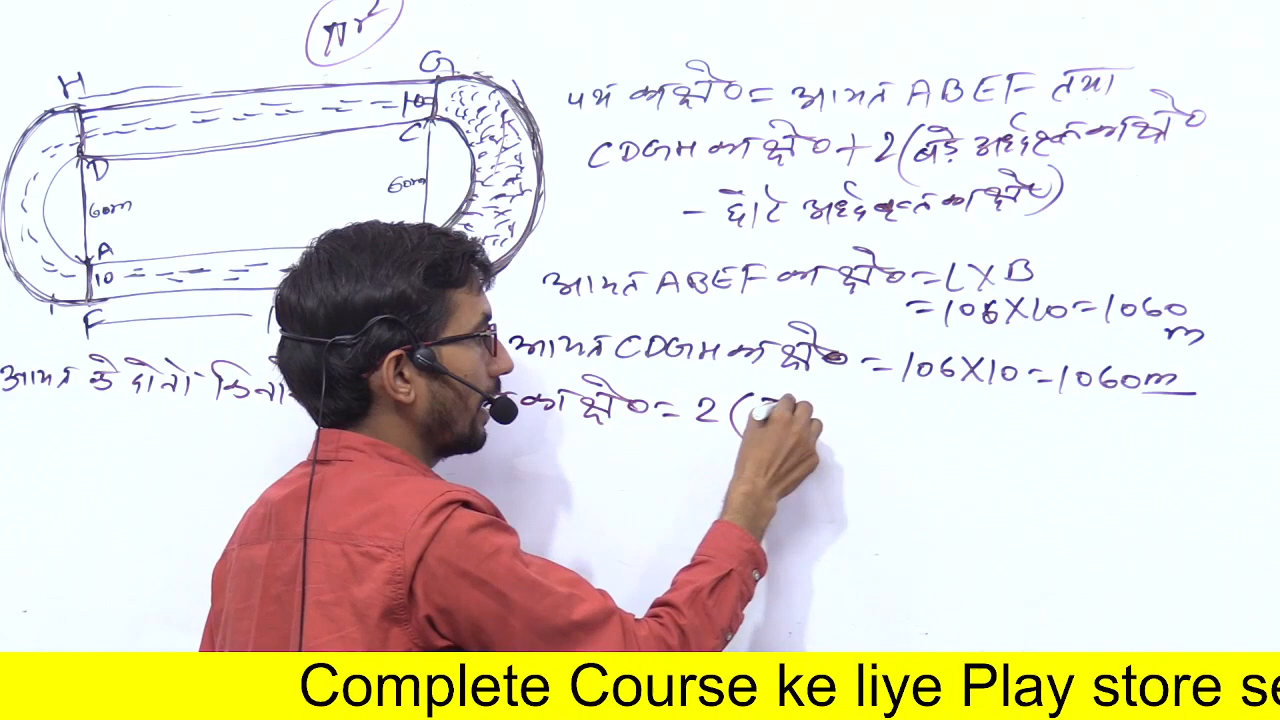 πr²
H
G
10
C
D
60m
60m
A
10
F
पथ का क्षे० = आयत ABEF तथा
CDGH का क्षे० + 2 (बड़े अर्धवृत्त का क्षे०
- छोटे अर्धवृत्त का क्षे०)
आयत ABEF का क्षे० = L X B
= 106 X 10 = 1060
m
आयत CDGH का क्षे० = 106 X 10 = 1060m
आयत के दोनो
का क्षे० = 2 (
Complete Course ke liye Play store se